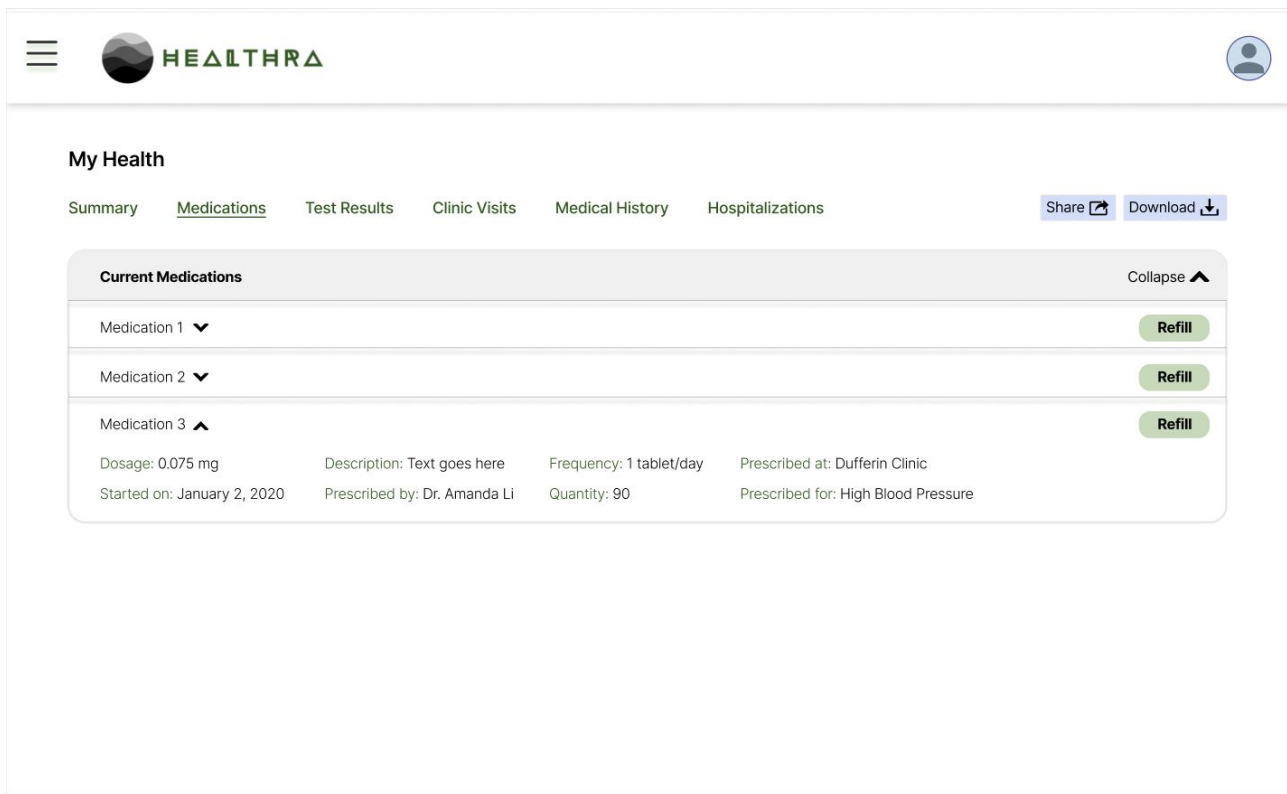 HEALTHRA
My Health
Summary Medications Test Results Clinic Visits Medical History Hospitalizations Share Download
Current Medications Collapse
Medication 1 Refill
Medication 2 Refill
Medication 3 Refill
Dosage: 0.075 mg Description: Text goes here Frequency: 1 tablet/day Prescribed at: Dufferin Clinic
Started on: January 2, 2020 Prescribed by: Dr. Amanda Li Quantity: 90 Prescribed for: High Blood Pressure